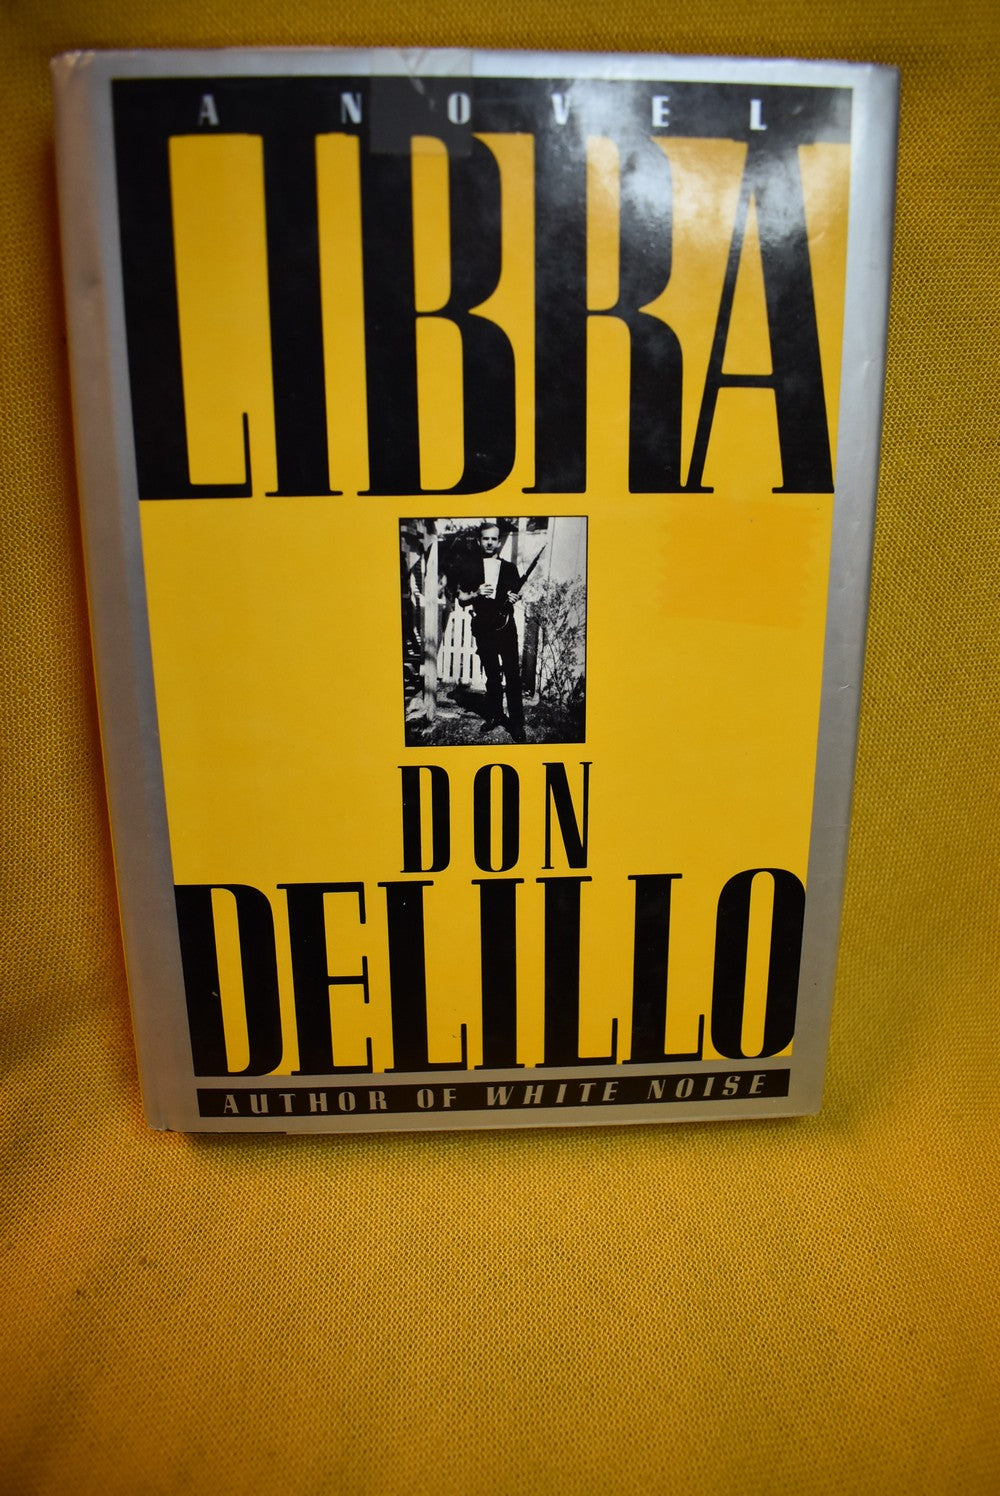 A NOVEL
LIBRA
DON
DELILLO
AUTHOR OF WHITE NOISE